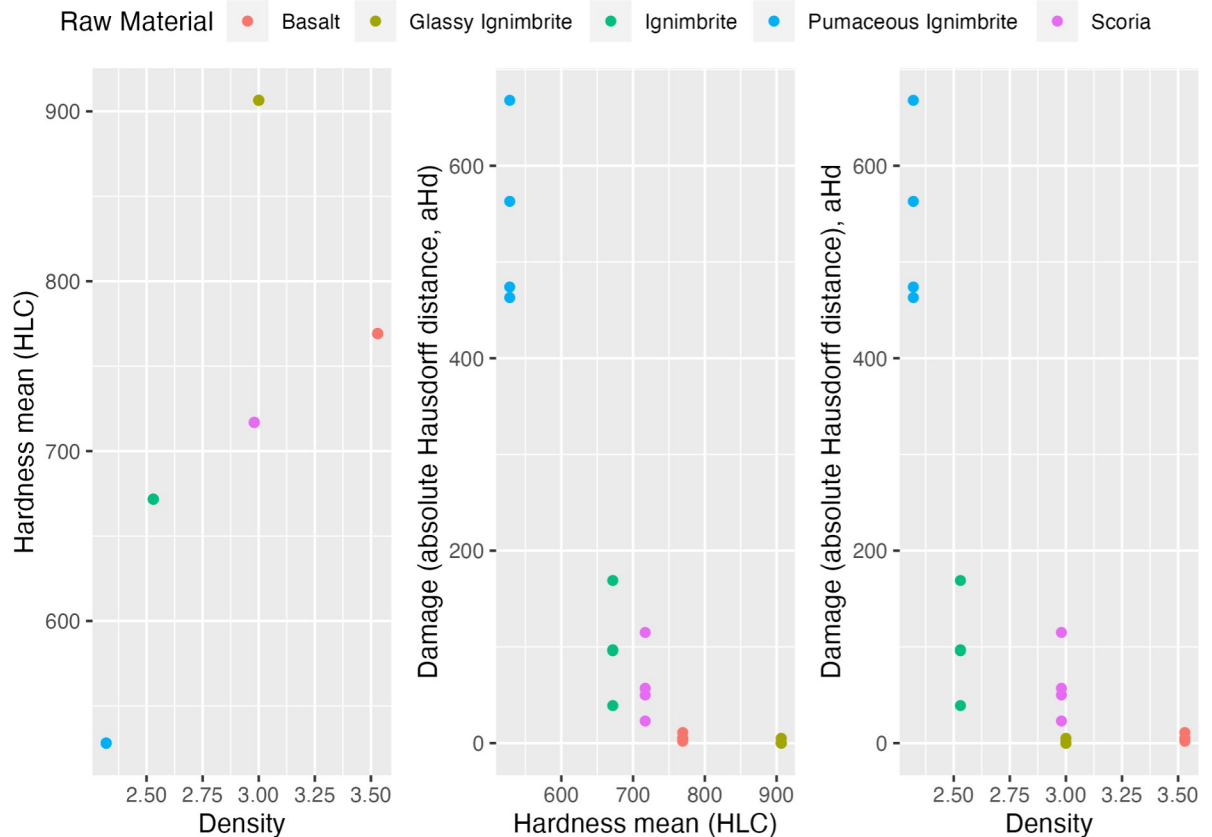 Raw Material Basalt Glassy Ignimbrite Ignimbrite Pumaceous Ignimbrite Scoria
Hardness mean (HLC)
900
800
700
600
2.50 2.75 3.00 3.25 3.50
Density
Damage (absolute Hausdorff distance, aHd)
600
400
200
0
600 700 800 900
Hardness mean (HLC)
Damage (absolute Hausdorff distance), aHd
600
400
200
0
2.50 2.75 3.00 3.25 3.50
Density